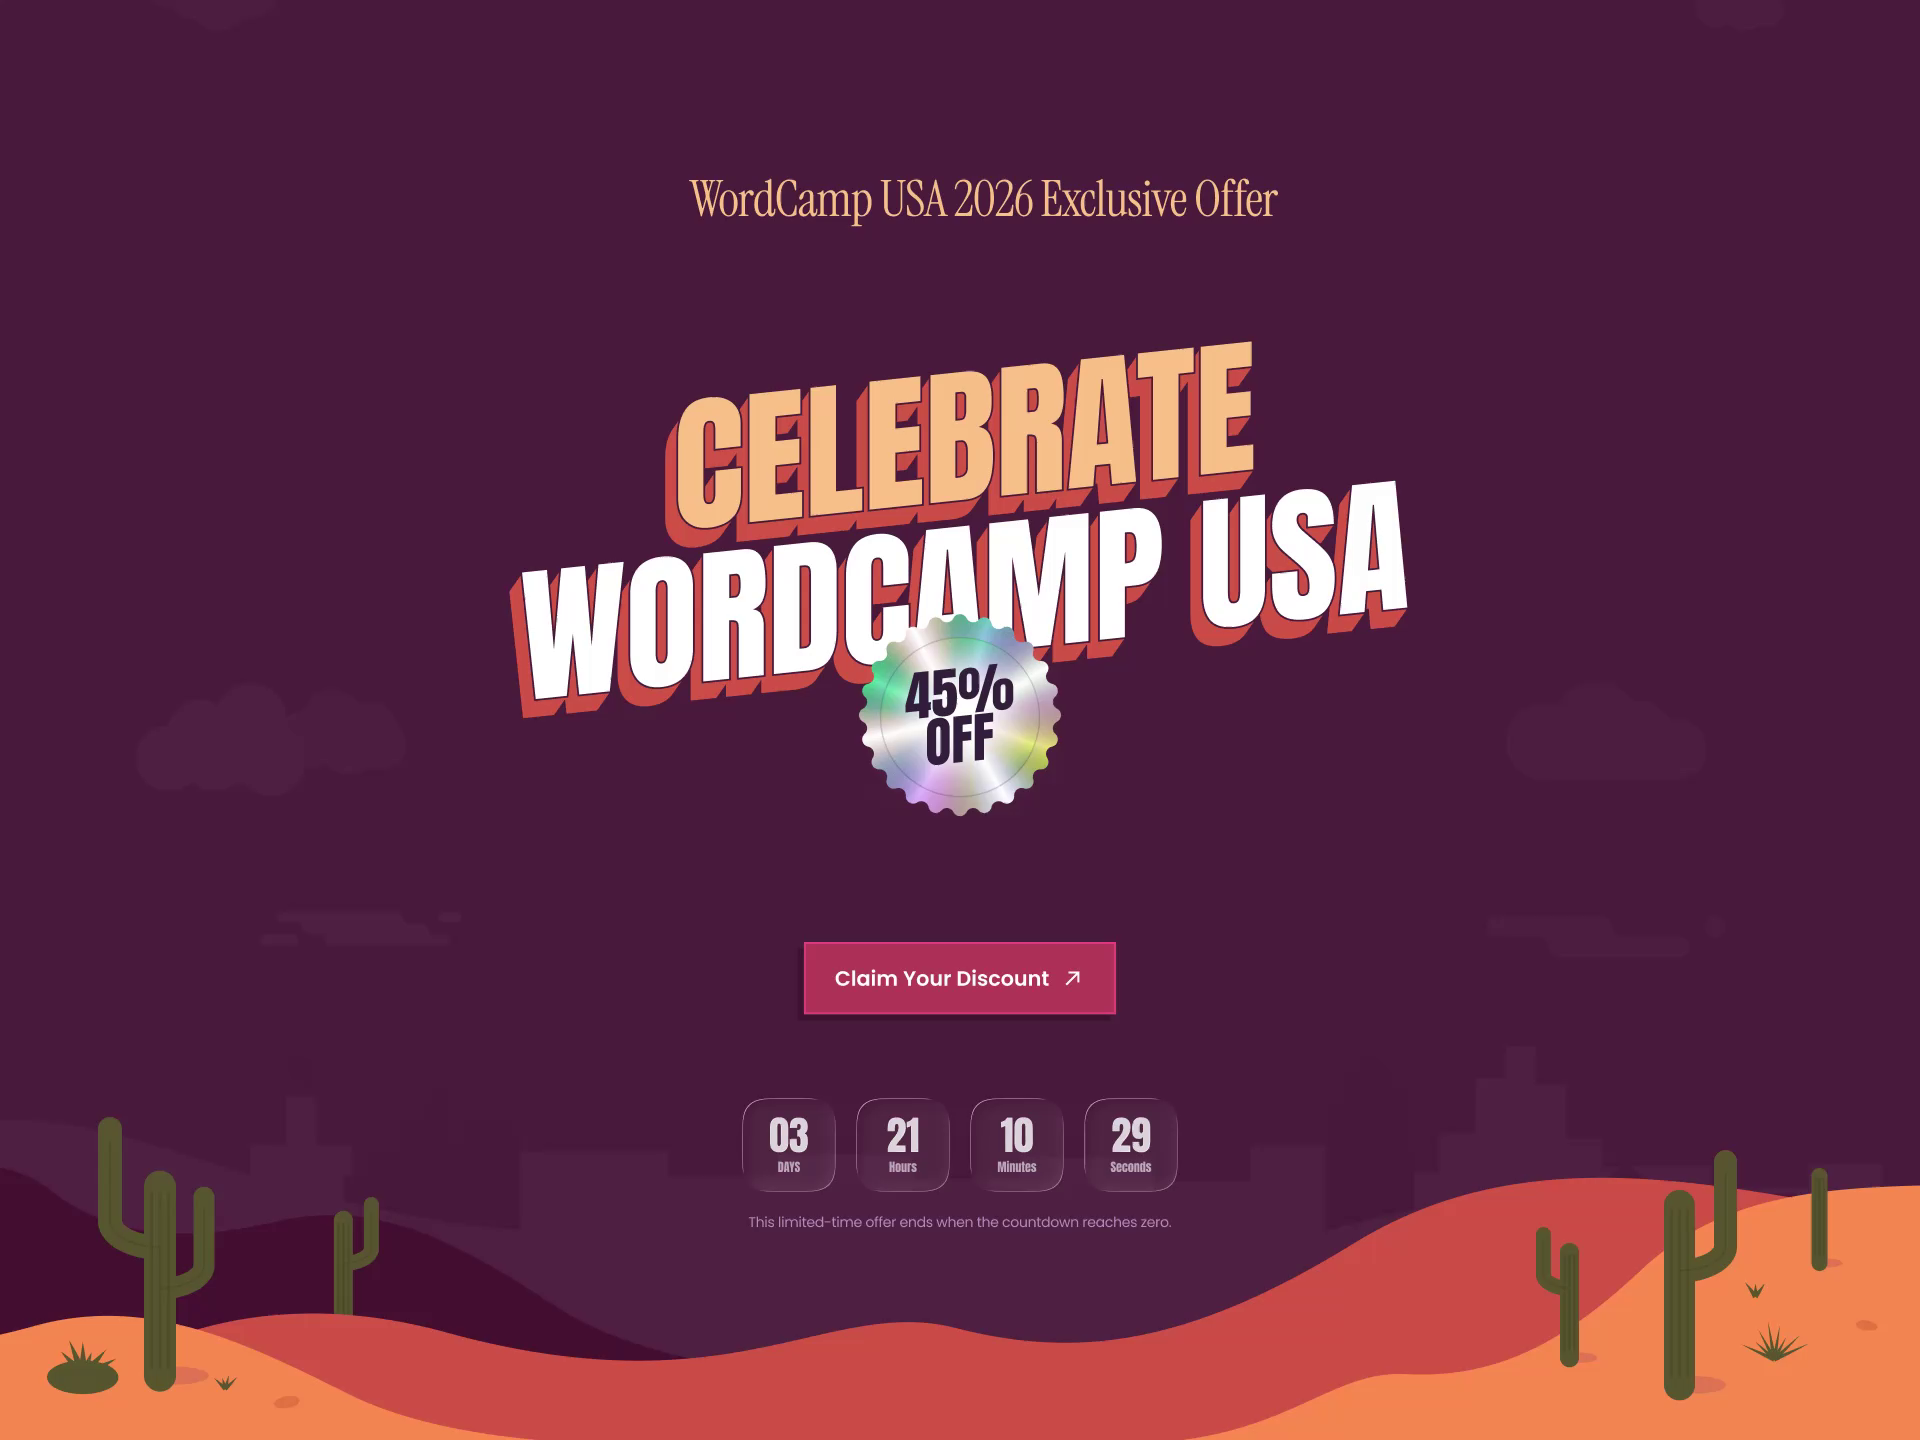 WordCamp USA 2026 Exclusive Offer
CELEBRATE
WORDCAMP USA
45%
OFF
Claim Your Discount
03 21 10 29
DAYS Hours Minutes Seconds
This limited-time offer ends when the countdown reaches zero.